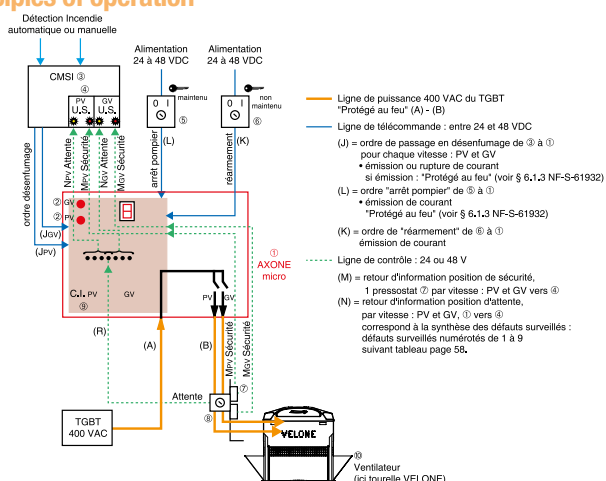 ples of operation
Détection Incendie
automatique ou manuelle
Alimentation
24 à 48 VDC
Alimentation
24 à 48 VDC
CMSI ③
④
PV
U.S.
GV
U.S.
maintenu
0 I
⑤
non
maintenu
0 I
⑥
ordre désenfumage
NPV Attente
MPV Sécurité
NGV Attente
MGV Sécurité
arrêt pompier
(L)
réarmement
(K)
② GV
② PV
(JGV)
(JPV)
①
AXONE
micro
C.I. PV
GV
⑨
PV
GV
(R)
(A)
(B)
MPV Sécurité
MGV Sécurité
Attente
⑦
⑧
TGBT
400 VAC
VELONE
⑩
Ventilateur
(ici tourelle VELONE)
Ligne de puissance 400 VAC du TGBT
"Protégé au feu" (A) - (B)
Ligne de télécommande : entre 24 et 48 VDC
(J) = ordre de passage en désenfumage de ③ à ①
pour chaque vitesse : PV et GV
• émission ou rupture de courant
si émission : "Protégé au feu" (voir § 6.1.3 NF-S-61932)
(L) = ordre "arrêt pompier" de ⑤ à ①
• émission de courant
"Protégé au feu" (voir § 6.1.3 NF-S-61932)
(K) = ordre de "réarmement" de ⑥ à ①
émission de courant
Ligne de contrôle : 24 ou 48 V
(M) = retour d'information position de sécurité,
1 pressostat ⑦ par vitesse : PV et GV vers ④
(N) = retour d'information position d'attente,
par vitesse : PV et GV, ① vers ④
correspond à la synthèse des défauts surveillés :
défauts surveillés numérotés de 1 à 9
suivant tableau page 58.